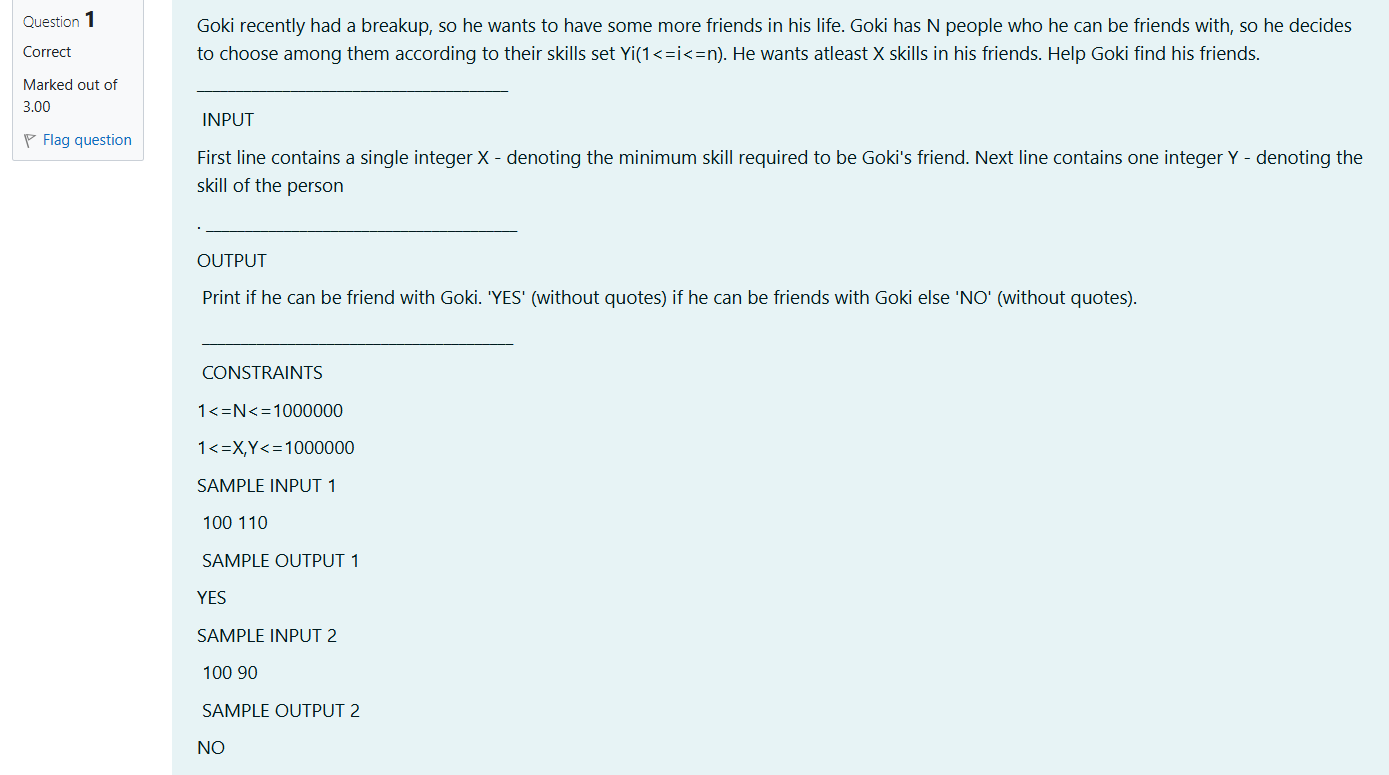 Question 1
Correct
Marked out of
3.00
Flag question
Goki recently had a breakup, so he wants to have some more friends in his life. Goki has N people who he can be friends with, so he decides
to choose among them according to their skills set Yi(1<=i<=n). He wants atleast X skills in his friends. Help Goki find his friends.
INPUT
First line contains a single integer X - denoting the minimum skill required to be Goki's friend. Next line contains one integer Y - denoting the
skill of the person
.
OUTPUT
Print if he can be friend with Goki. 'YES' (without quotes) if he can be friends with Goki else 'NO' (without quotes).
CONSTRAINTS
1<=N<=1000000
1<=X,Y<=1000000
SAMPLE INPUT 1
100 110
SAMPLE OUTPUT 1
YES
SAMPLE INPUT 2
100 90
SAMPLE OUTPUT 2
NO